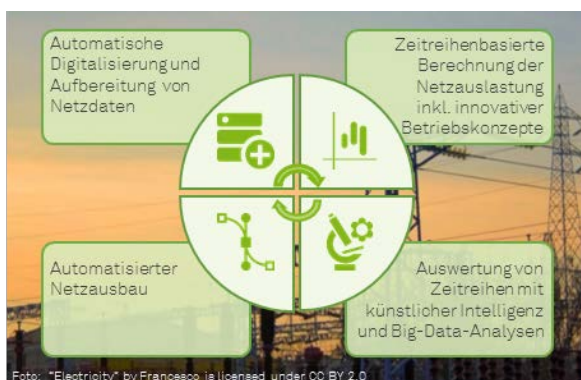 Automatische
Digitalisierung und
Aufbereitung von
Netzdaten
Zeitreihenbasierte
Berechnung der
Netzauslastung
inkl. innovativer
Betriebskonzepte
Automatisierter
Netzausbau
Auswertung von
Zeitreihen mit
künstlicher Intelligenz
und Big-Data-Analysen
Foto: "Electricity" by Francesco is licensed under CC BY 2.0